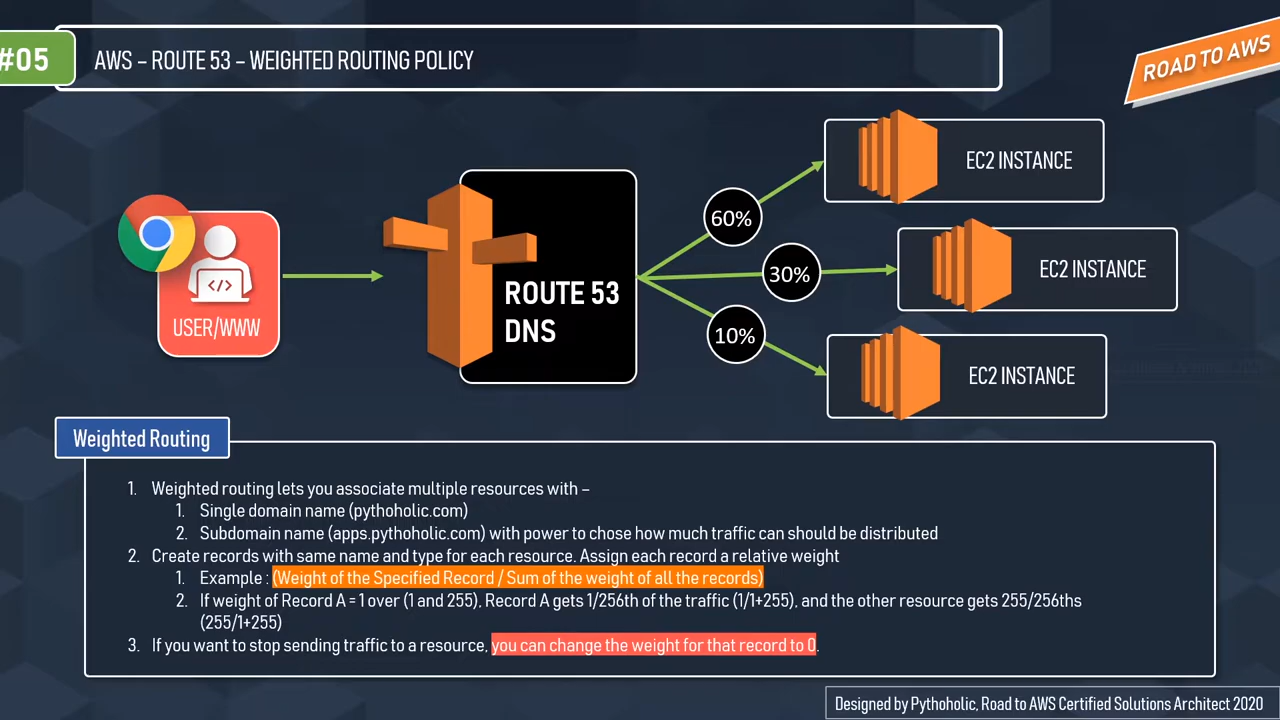 #05
AWS – ROUTE 53 – WEIGHTED ROUTING POLICY
ROAD TO AWS
EC2 INSTANCE
60%
</>
USER/WWW
ROUTE 53
DNS
30%
EC2 INSTANCE
10%
EC2 INSTANCE
Weighted Routing
1. Weighted routing lets you associate multiple resources with –
1. Single domain name (pythoholic.com)
2. Subdomain name (apps.pythoholic.com) with power to chose how much traffic can should be distributed
2. Create records with same name and type for each resource. Assign each record a relative weight
1. Example : (Weight of the Specified Record / Sum of the weight of all the records)
2. If weight of Record A = 1 over (1 and 255), Record A gets 1/256th of the traffic (1/1+255), and the other resource gets 255/256ths
(255/1+255)
3. If you want to stop sending traffic to a resource, you can change the weight for that record to 0.
Designed by Pythoholic, Road to AWS Certified Solutions Architect 2020